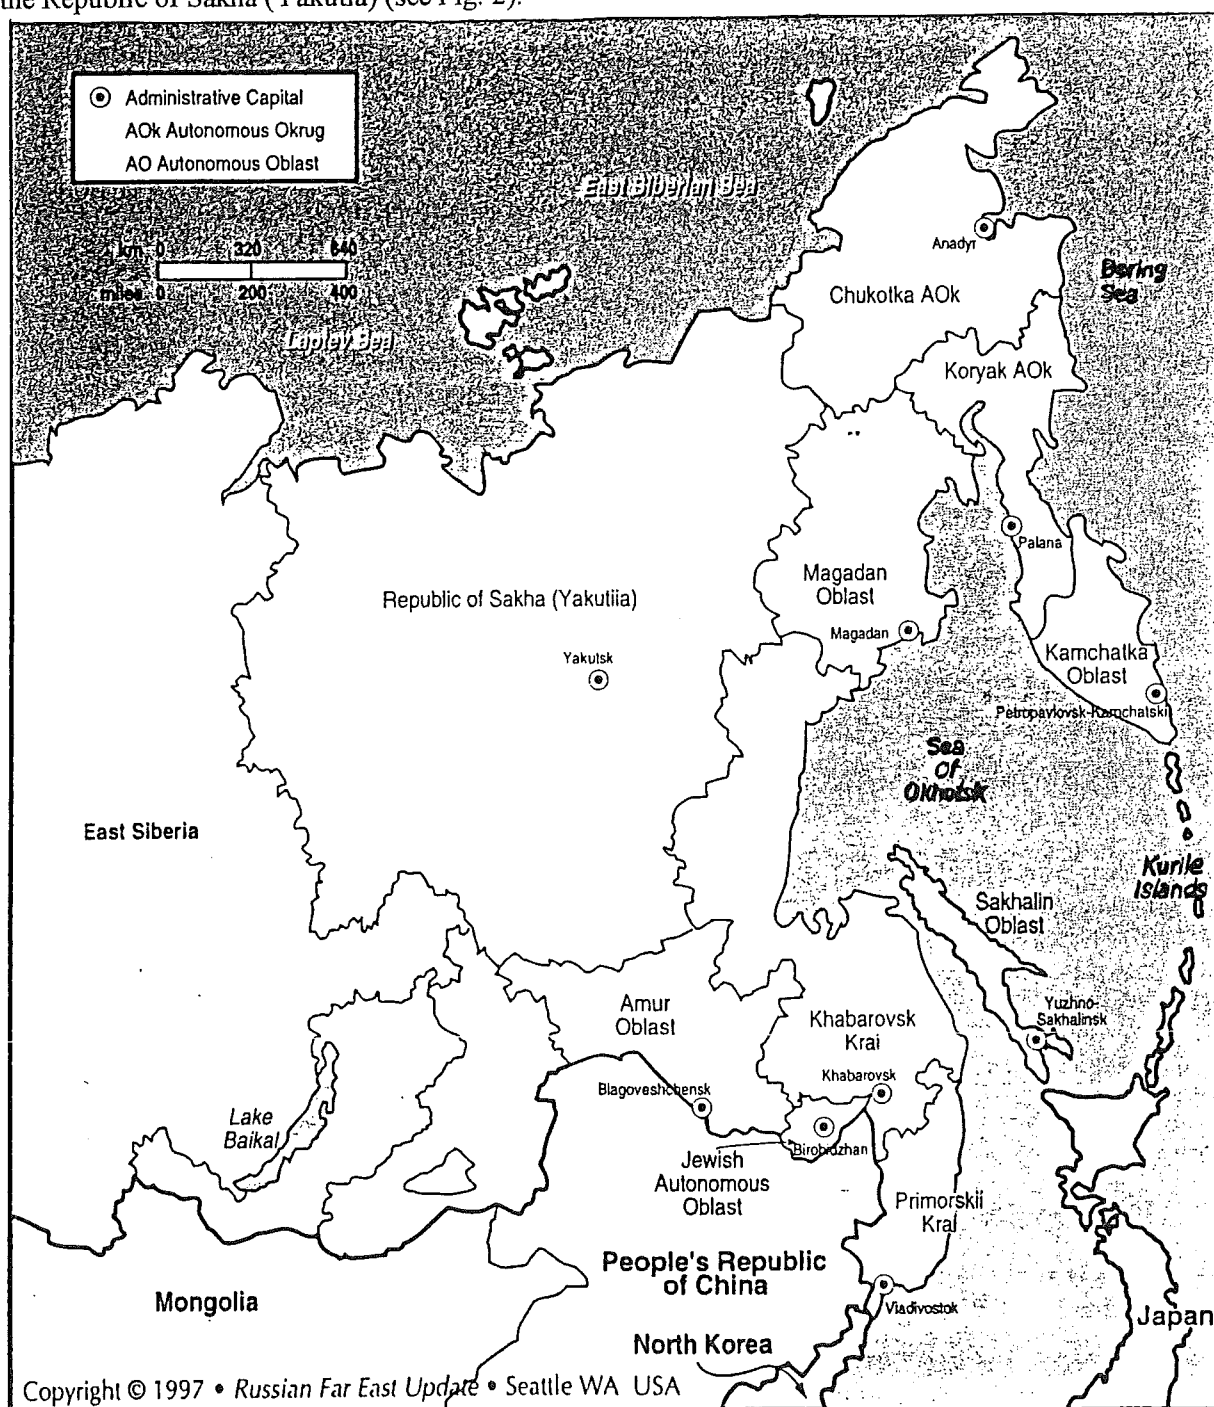 the Republic of Sakha (Yakutia) (see Fig. 2).
Administrative Capital
AOk Autonomous Okrug
AO Autonomous Oblast
East Siberian Sea
km 0 320 640
miles 0 200 400
Laptev Sea
Anadyr
Bering
Sea
Chukotka AOk
Koryak AOk
Palana
Magadan
Oblast
Republic of Sakha (Yakutiia)
Magadan
Yakutsk
Kamchatka
Oblast
Petropavlovsk-Kamchatski
Sea
Of
Okhotsk
East Siberia
Kurile
Islands
Sakhalin
Oblast
Amur
Oblast
Yuzhno-
Sakhalinsk
Khabarovsk
Krai
Khabarovsk
Blagoveshchensk
Lake
Baikal
Birobidzhan
Jewish
Autonomous
Oblast
Primorskii
Krai
People's Republic
of China
Mongolia
Vladivostok
Japan
North Korea
Copyright © 1997 • Russian Far East Update • Seattle WA USA